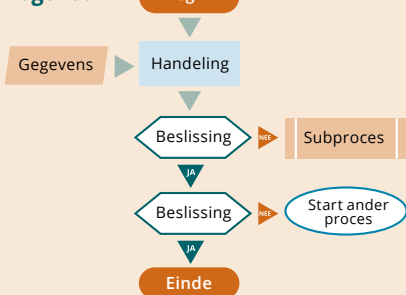 Gegevens
Handeling
Beslissing
NEE
Subproces
JA
Beslissing
NEE
Start ander
proces
JA
Einde